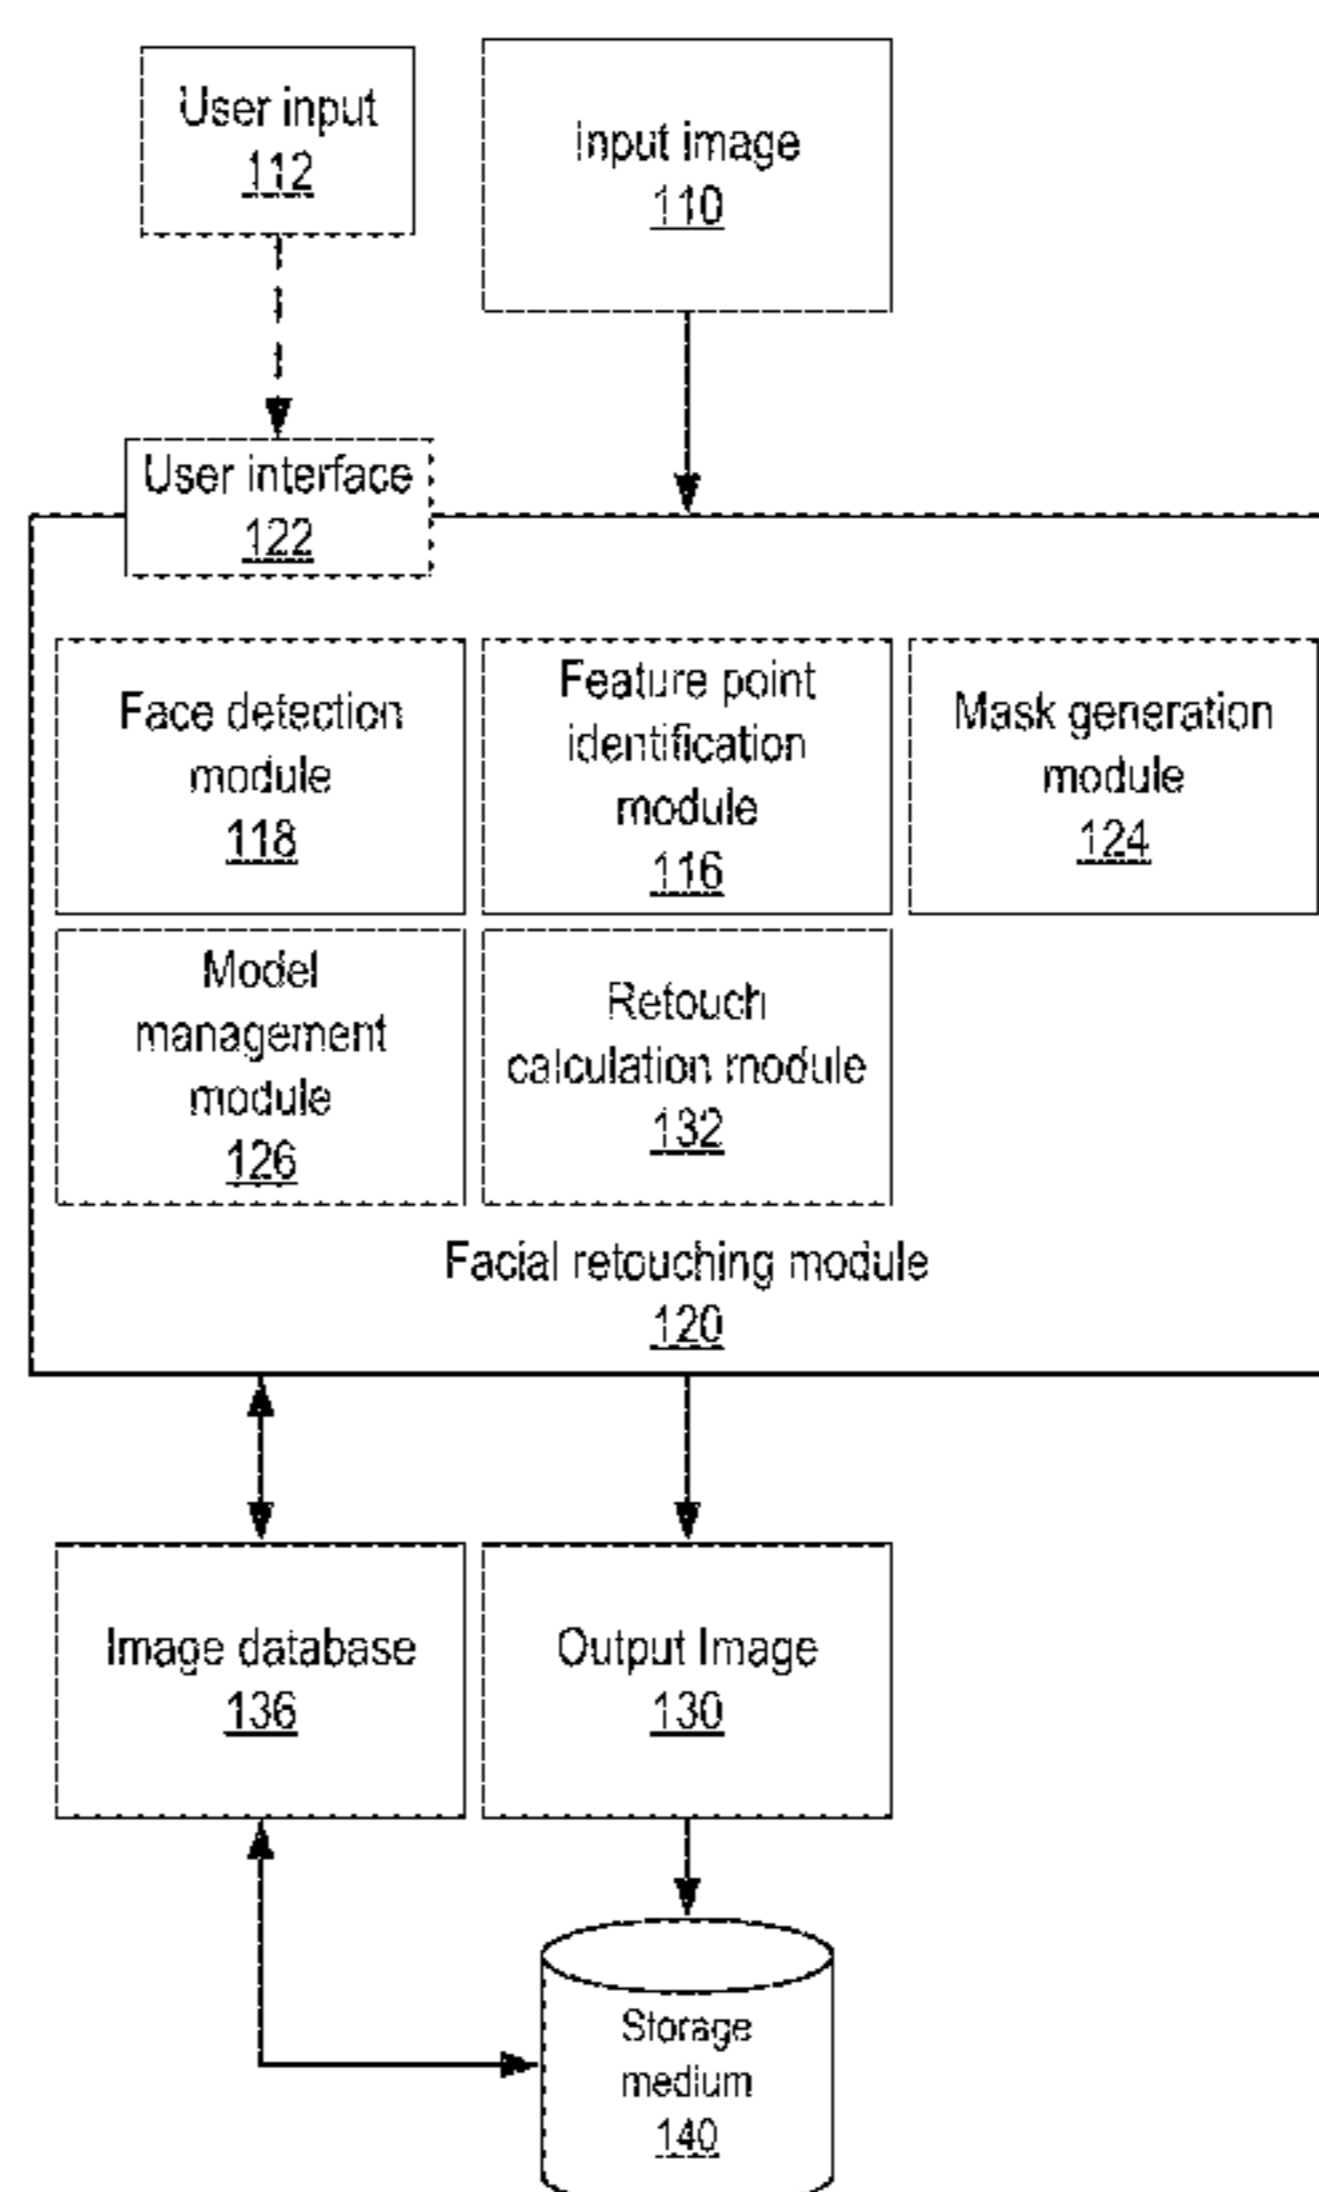 User input
112
Input image
110
User interface
122
Face detection
module
118
Feature point
identification
module
116
Mask generation
module
124
Model
management
module
126
Retouch
calculation module
132
Facial retouching module
120
Image database
136
Output Image
130
Storage
medium
140